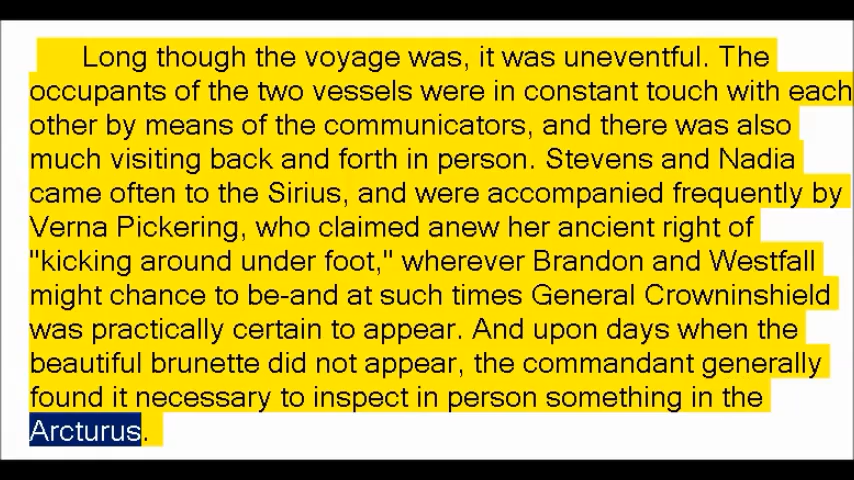 Long though the voyage was, it was uneventful. The
occupants of the two vessels were in constant touch with each
other by means of the communicators, and there was also
much visiting back and forth in person. Stevens and Nadia
came often to the Sirius, and were accompanied frequently by
Verna Pickering, who claimed anew her ancient right of
"kicking around under foot," wherever Brandon and Westfall
might chance to be-and at such times General Crowninshield
was practically certain to appear. And upon days when the
beautiful brunette did not appear, the commandant generally
found it necessary to inspect in person something in the
Arcturus.